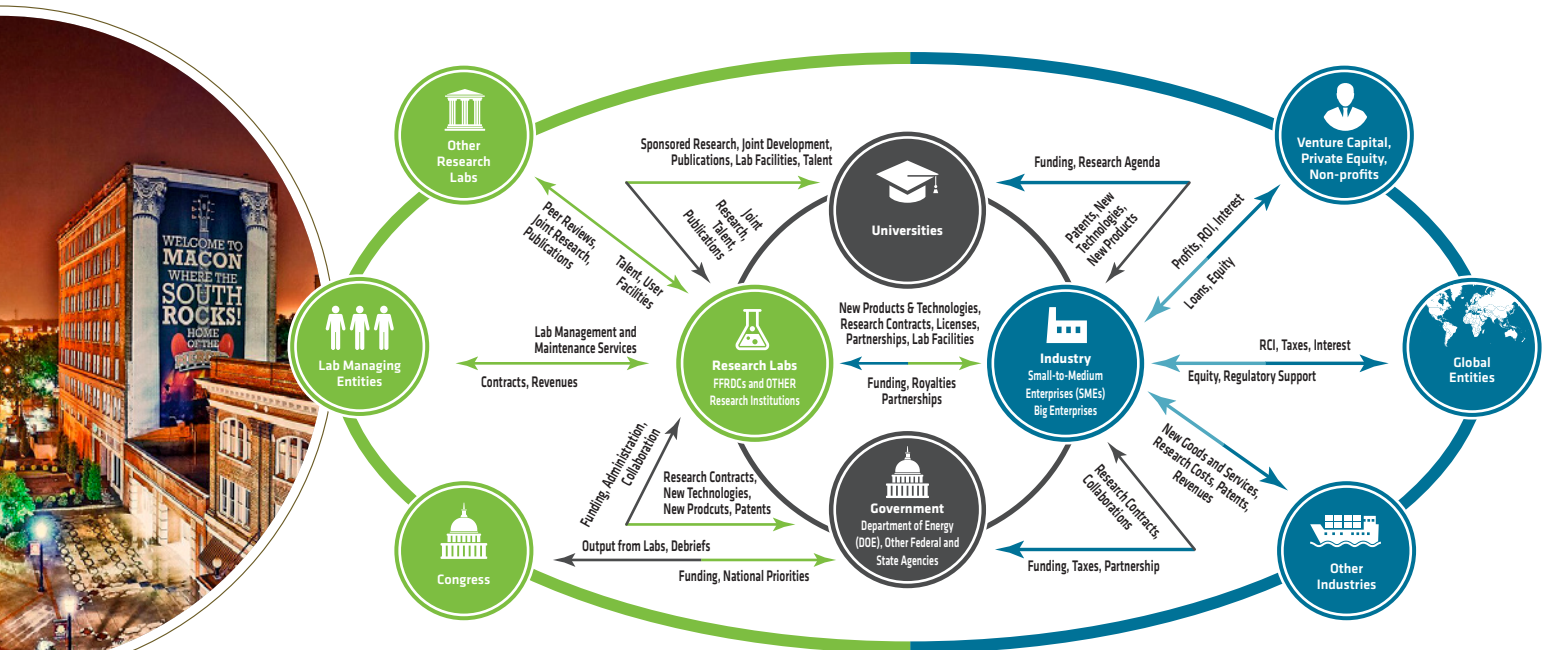 WELCOME TO
MACON
WHERE THE
SOUTH
ROCKS!
HOME
OF THE
Other
Research
Labs
Lab Managing
Entities
Congress
Peer Reviews,
Joint Research,
Publications
Talent, User
Facilities
Lab Management and
Maintenance Services
Contracts, Revenues
Output from Labs, Debriefs
Funding, National Priorities
Sponsored Research, Joint Development,
Publications, Lab Facilities, Talent
Joint
Research,
Talent,
Publications
Funding, Administration,
Collaboration
Research Contracts,
New Technologies,
New Prodcuts, Patents
Research Labs
FFRDCs and OTHER
Research Institutions
Universities
New Products & Technologies,
Research Contracts, Licenses,
Partnerships, Lab Facilities
Funding, Royalties
Partnerships
Government
Department of Energy
(DOE), Other Federal and
State Agencies
Funding, Research Agenda
Patents, New
Technologies,
New Products
Industry
Small-to-Medium
Enterprises (SMEs)
Big Enterprises
Research Contracts,
Collaborations
Funding, Taxes, Partnership
Profits, ROI, Interest
Loans, Equity
RCI, Taxes, Interest
Equity, Regulatory Support
New Goods and Services,
Research Costs, Patents,
Revenues
Venture Capital,
Private Equity,
Non-profits
Global
Entities
Other
Industries